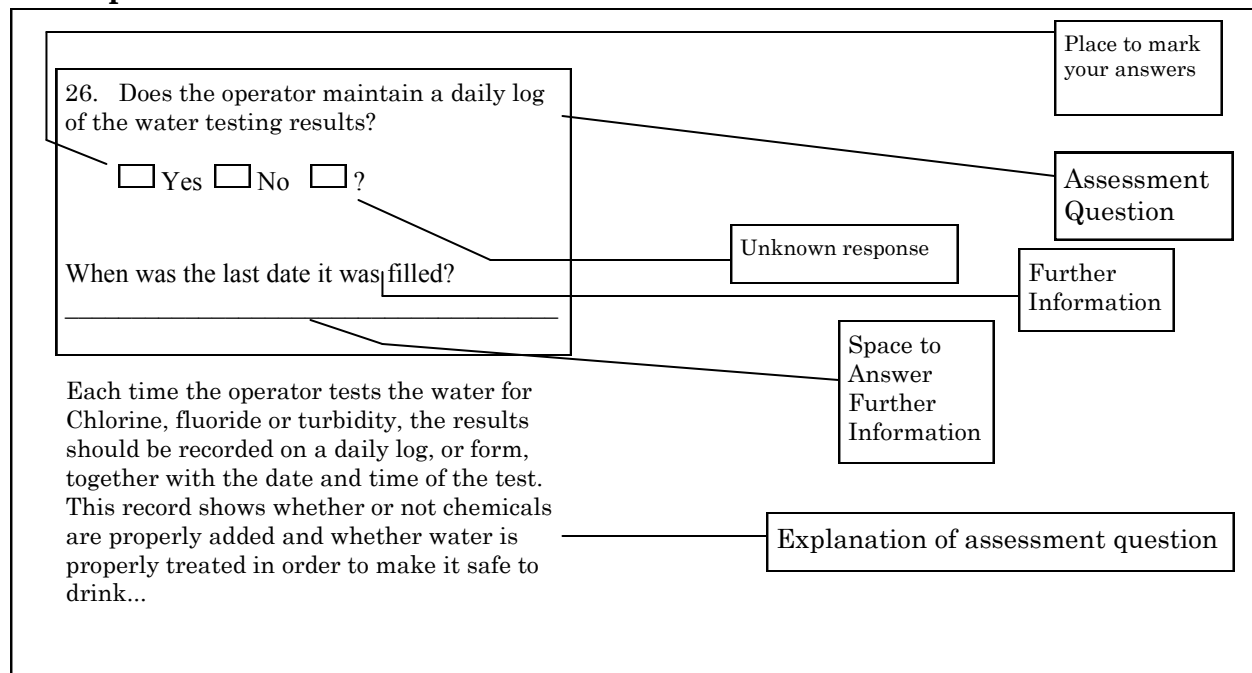 26. Does the operator maintain a daily log
of the water testing results?
Yes No ?
When was the last date it was filled?
Each time the operator tests the water for
Chlorine, fluoride or turbidity, the results
should be recorded on a daily log, or form,
together with the date and time of the test.
This record shows whether or not chemicals
are properly added and whether water is
properly treated in order to make it safe to
drink...
Place to mark
your answers
Assessment
Question
Unknown response
Further
Information
Space to
Answer
Further
Information
Explanation of assessment question